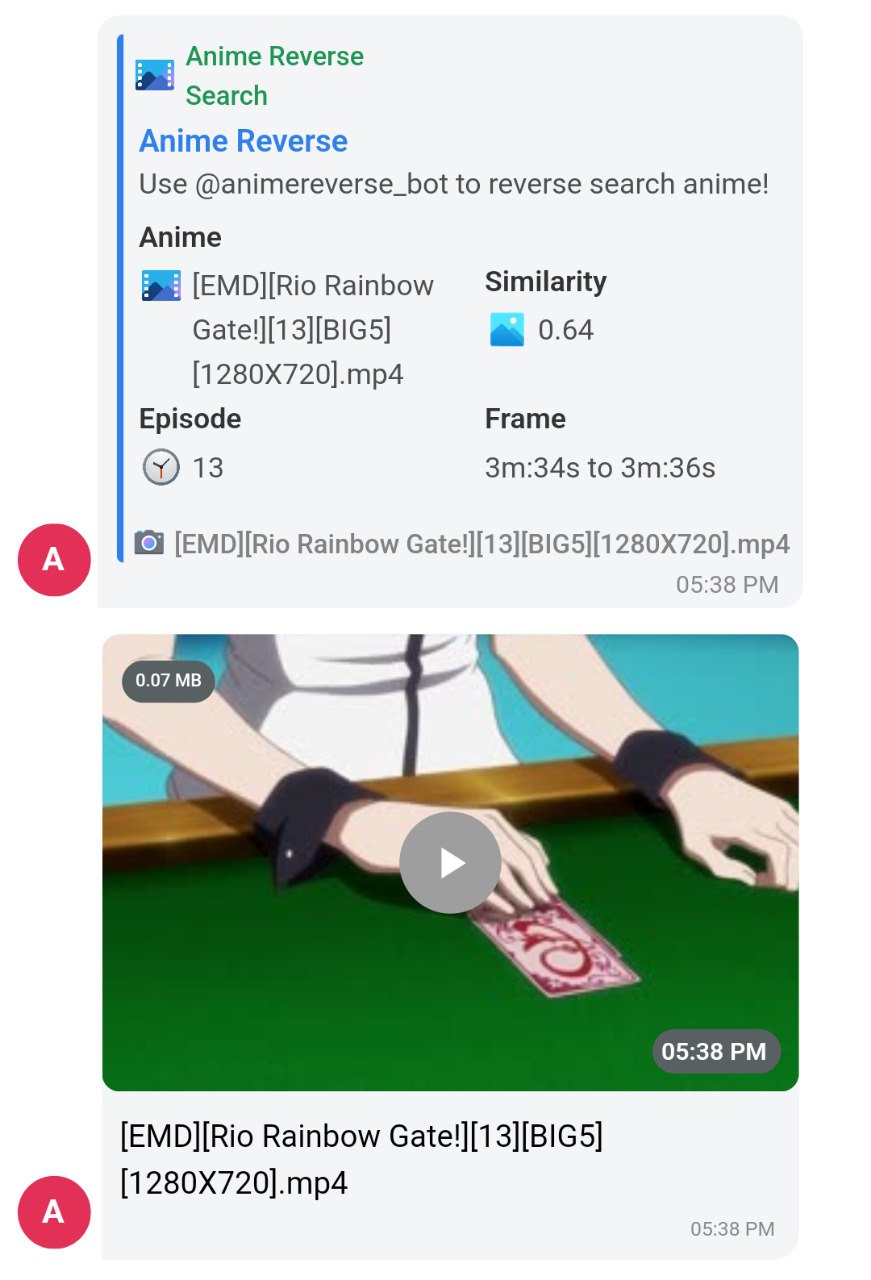 Anime Reverse
Search
Anime Reverse
Use @animereverse_bot to reverse search anime!
Anime
[EMD][Rio Rainbow
Gate!][13][BIG5]
[1280X720].mp4
Similarity
0.64
Episode
13
Frame
3m:34s to 3m:36s
[EMD][Rio Rainbow Gate!][13][BIG5][1280X720].mp4
A
05:38 PM
0.07 MB
05:38 PM
[EMD][Rio Rainbow Gate!][13][BIG5]
[1280X720].mp4
A
05:38 PM